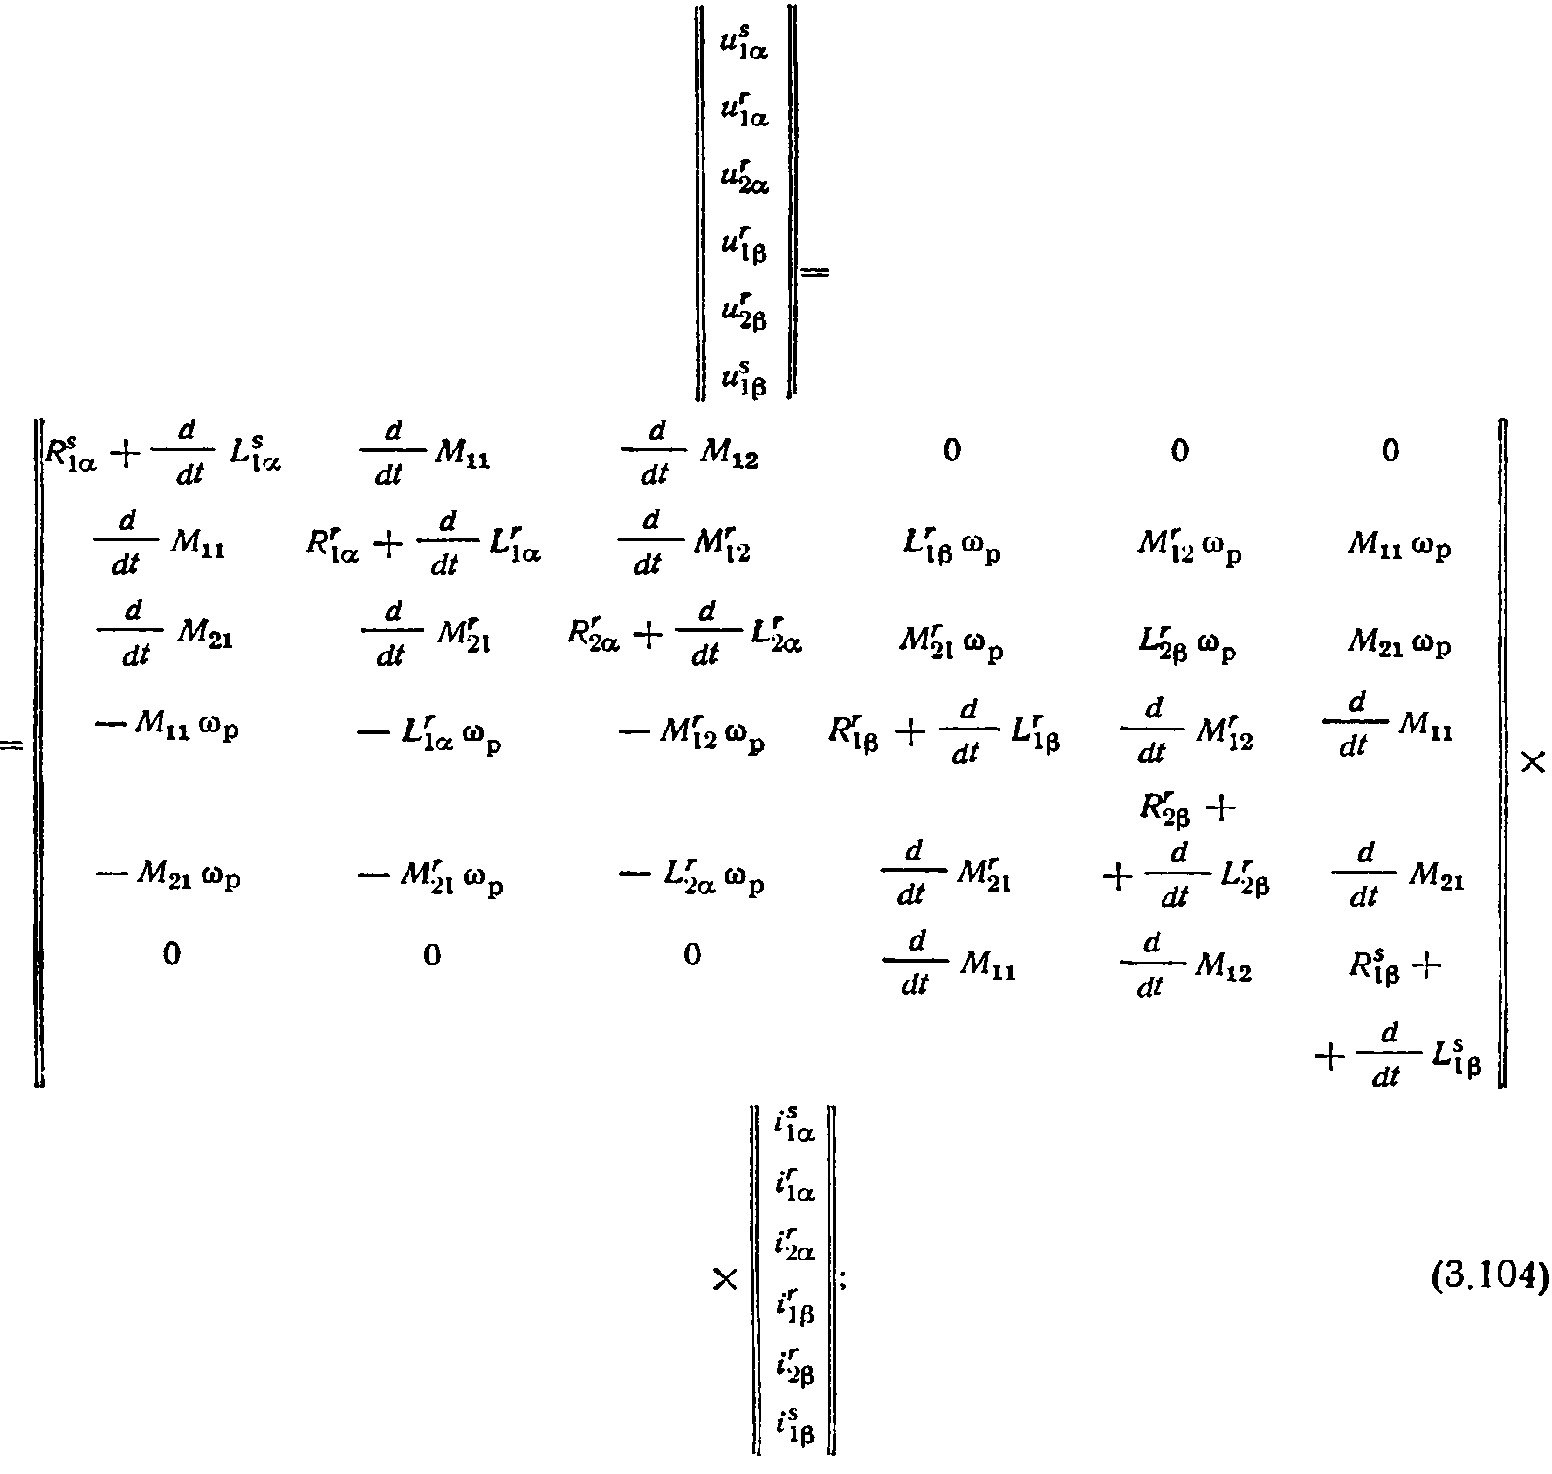 ‖ u^s_{1α} ‖
‖ u^r_{1α} ‖
‖ u^r_{2α} ‖
‖ u^r_{1β} ‖ =
‖ u^r_{2β} ‖
‖ u^s_{1β} ‖
R^s_{1α} + d/dt L^s_{1α}   d/dt M_{11}   d/dt M_{12}   0   0   0
d/dt M_{11}   R^r_{1α} + d/dt L^r_{1α}   d/dt M^r_{12}   L^r_{1β} ω_p   M^r_{12} ω_p   M_{11} ω_p
d/dt M_{21}   d/dt M^r_{21}   R^r_{2α} + d/dt L^r_{2α}   M^r_{21} ω_p   L^r_{2β} ω_p   M_{21} ω_p
= — M_{11} ω_p   — L^r_{1α} ω_p   — M^r_{12} ω_p   R^r_{1β} + d/dt L^r_{1β}   d/dt M^r_{12}   d/dt M_{11} ×
R^r_{2β} +
— M_{21} ω_p   — M^r_{21} ω_p   — L^r_{2α} ω_p   d/dt M^r_{21}   + d/dt L^r_{2β}   d/dt M_{21}
0   0   0   d/dt M_{11}   d/dt M_{12}   R^s_{1β} +
+ d/dt L^s_{1β}
‖ i^s_{1α} ‖
‖ i^r_{1α} ‖
‖ i^r_{2α} ‖
× ‖ i^r_{1β} ‖ ; (3.104)
‖ i^r_{2β} ‖
‖ i^s_{1β} ‖